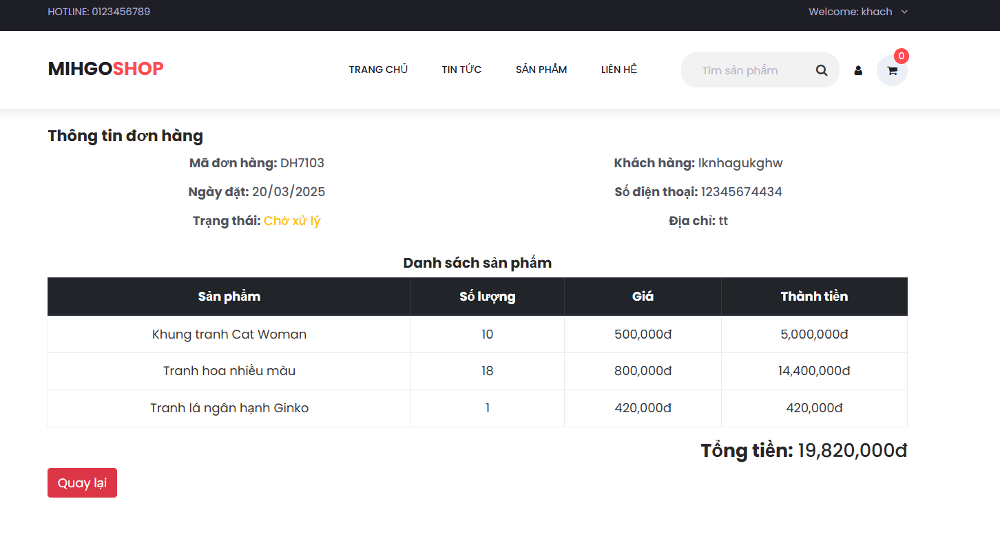 HOTLINE: 0123456789
Welcome: khach
MIHGOSHOP
TRANG CHỦ
TIN TỨC
SẢN PHẨM
LIÊN HỆ
Tìm sản phẩm
0
Thông tin đơn hàng
Mã đơn hàng: DH7103
Khách hàng: lknhagukghw
Ngày đặt: 20/03/2025
Số điện thoại: 12345674434
Trạng thái: Chờ xử lý
Địa chỉ: tt
Danh sách sản phẩm
Sản phẩm Số lượng Giá Thành tiền
Khung tranh Cat Woman 10 500,000đ 5,000,000đ
Tranh hoa nhiều màu 18 800,000đ 14,400,000đ
Tranh lá ngân hạnh Ginko 1 420,000đ 420,000đ
Tổng tiền: 19,820,000đ
Quay lại